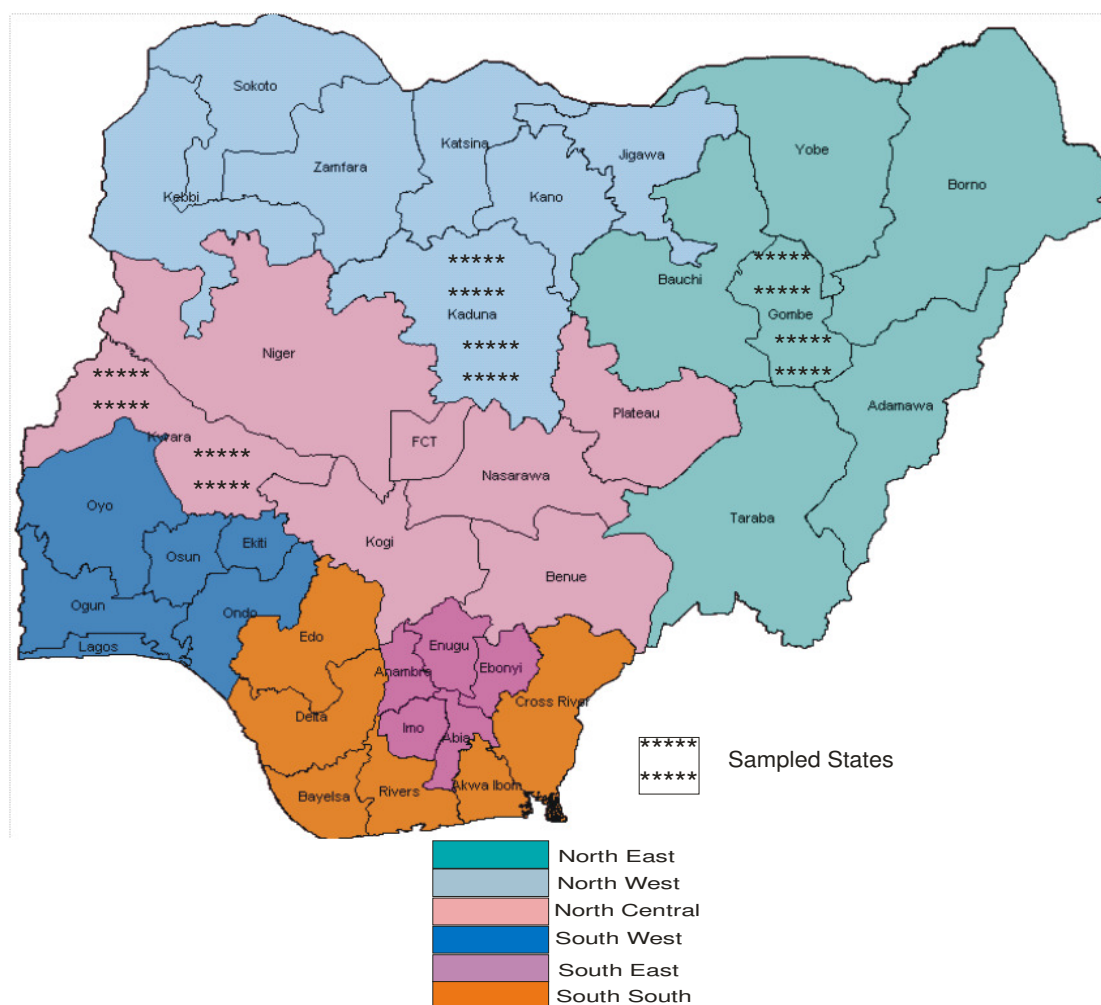 Sokoto
Katsina
Zamfara
Kebbi
Kano
Jigawa
Yobe
Borno
*****
*****
Kaduna
*****
*****
Bauchi
*****
*****
Gombe
*****
*****
Niger
*****
*****
Kwara
*****
*****
FCT
Plateau
Adamawa
Nasarawa
Taraba
Oyo
Osun
Ekiti
Kogi
Benue
Ogun
Ondo
Lagos
Edo
Enugu
Anambra
Ebonyi
Cross River
Delta
Imo
Abia
Bayelsa
Rivers
Akwa Ibom
*****
*****
Sampled States
North East
North West
North Central
South West
South East
South South